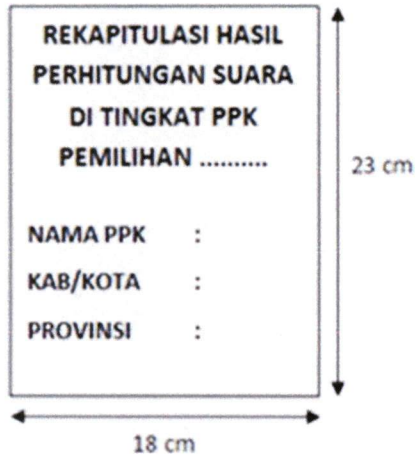 REKAPITULASI HASIL
PERHITUNGAN SUARA
DI TINGKAT PPK
PEMILIHAN ..........
23 cm
NAMA PPK :
KAB/KOTA :
PROVINSI :
18 cm